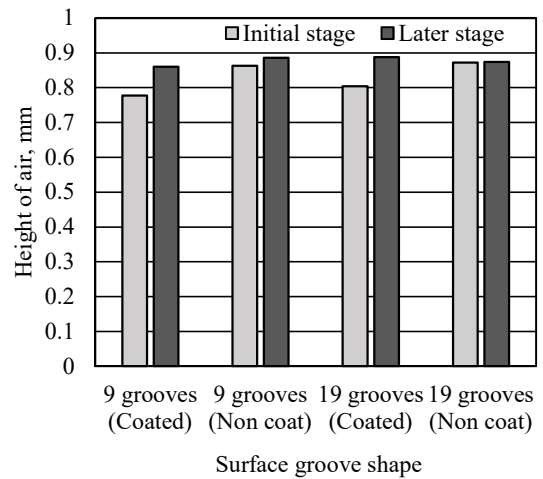 Initial stage Later stage
1
0.9
0.8
0.7
0.6
0.5
0.4
0.3
0.2
0.1
0
Height of air, mm
9 grooves 9 grooves 19 grooves 19 grooves
(Coated) (Non coat) (Coated) (Non coat)
Surface groove shape